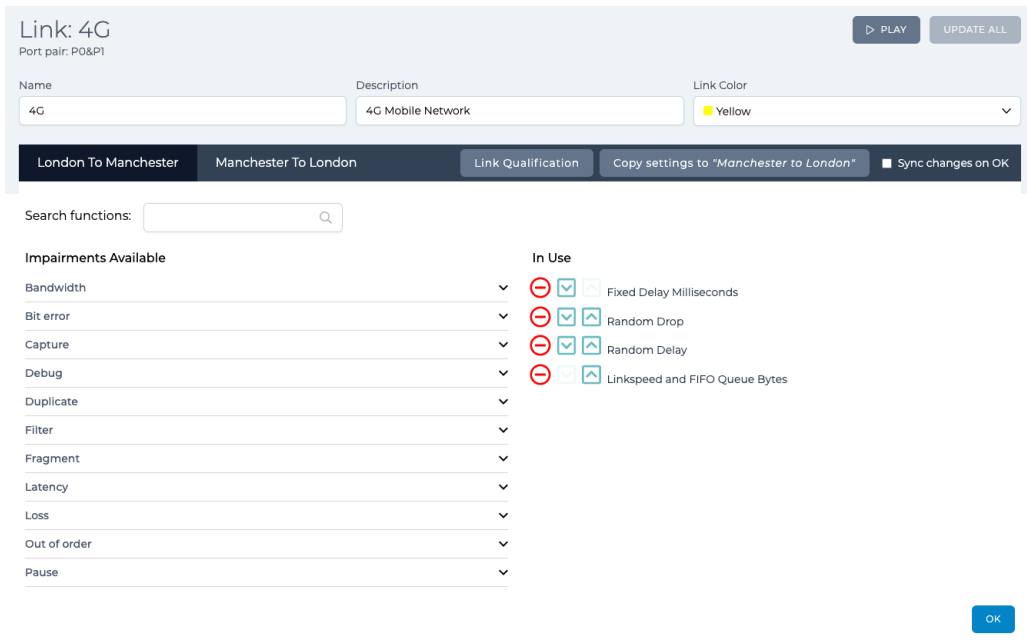 Link: 4G
Port pair: P0&P1
PLAY
UPDATE ALL
Name
Description
Link Color
4G
4G Mobile Network
Yellow
London To Manchester
Manchester To London
Link Qualification
Copy settings to "Manchester to London"
Sync changes on OK
Search functions:
Impairments Available
In Use
Bandwidth
Fixed Delay Milliseconds
Bit error
Random Drop
Capture
Random Delay
Debug
Linkspeed and FIFO Queue Bytes
Duplicate
Filter
Fragment
Latency
Loss
Out of order
Pause
OK